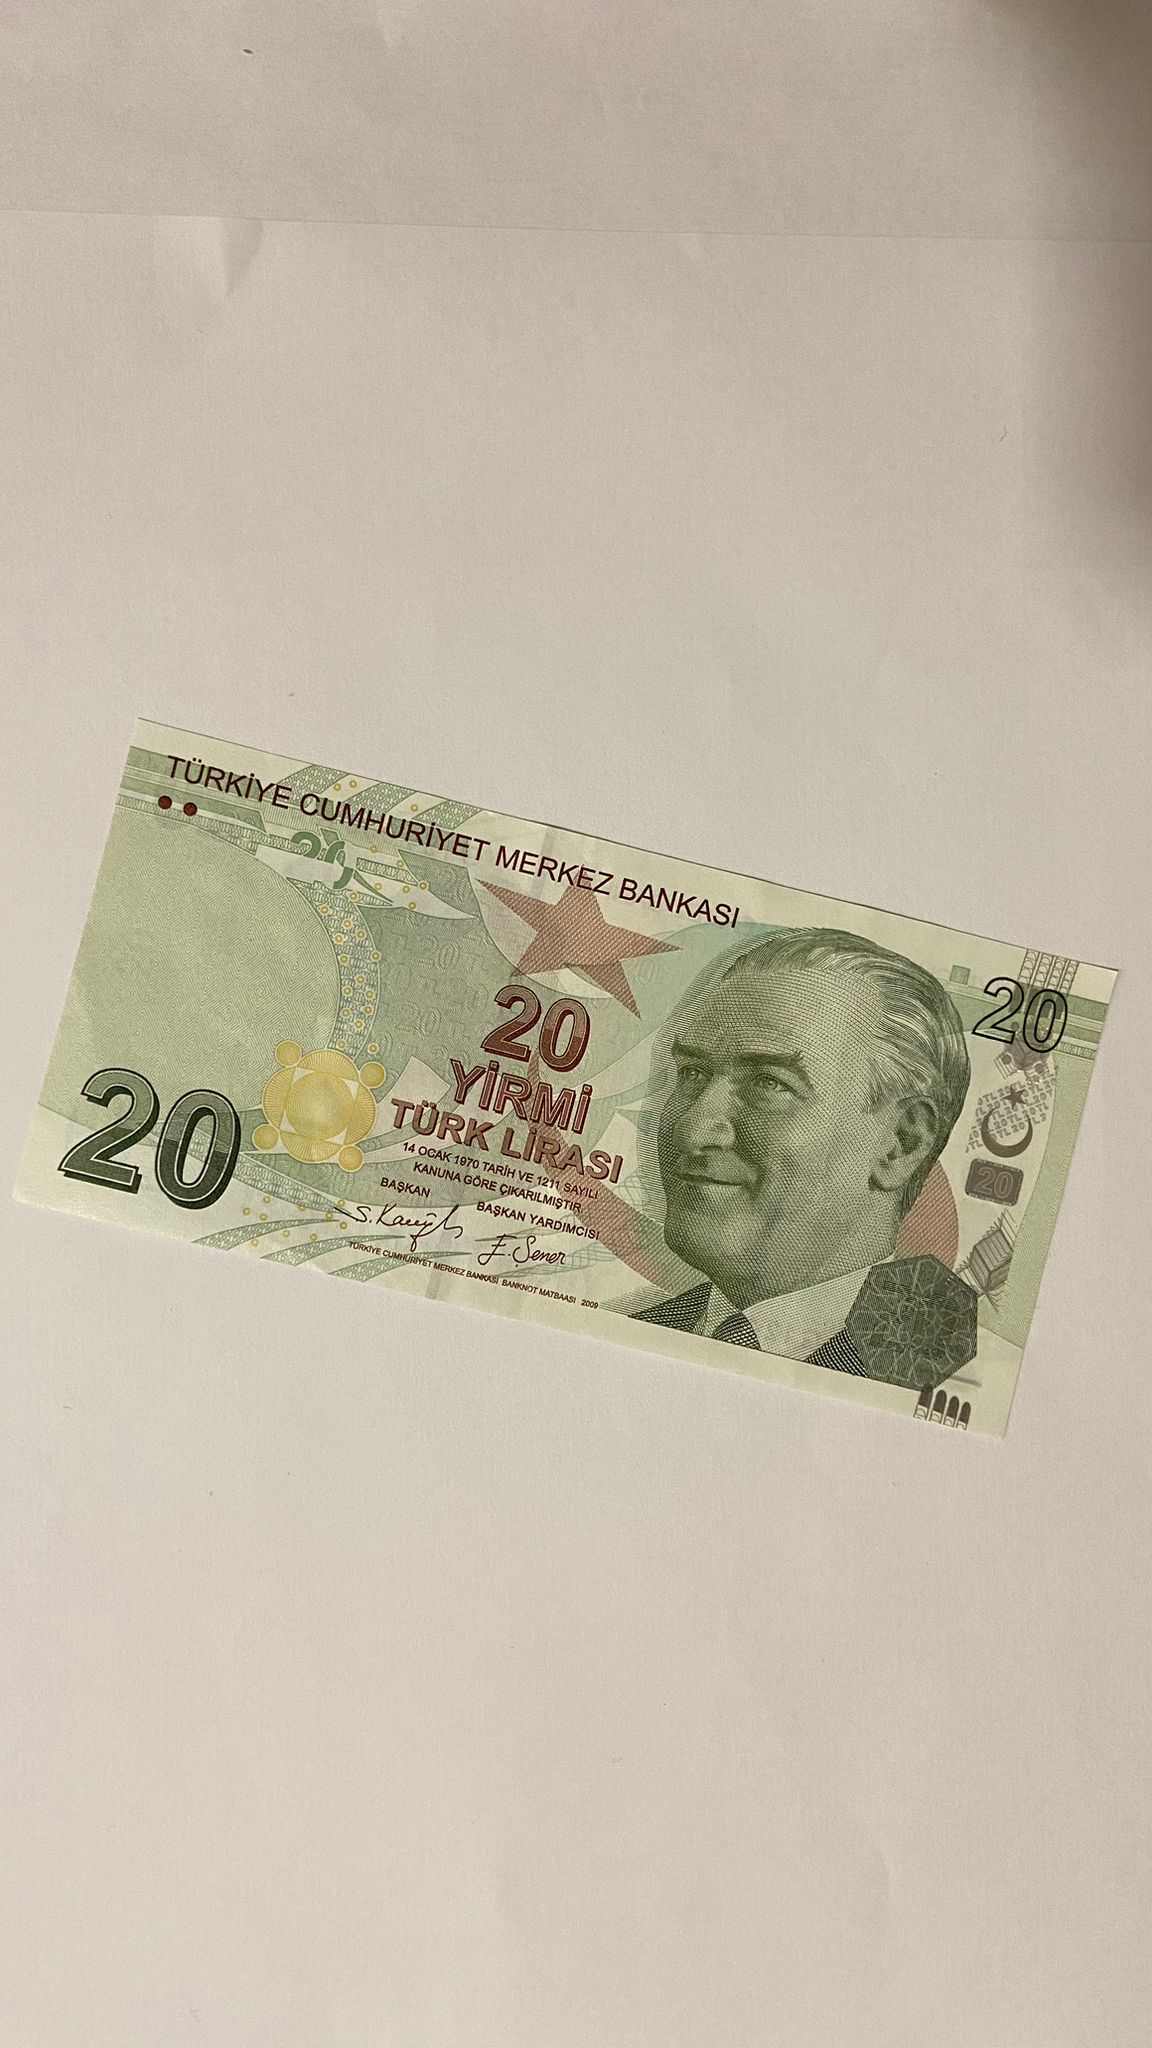 TÜRKİYE CUMHURİYET MERKEZ BANKASI
20
20
YİRMİ
TÜRK LİRASI
14 OCAK 1970 TARİH VE 1211 SAYILI
KANUNA GÖRE ÇIKARILMIŞTIR
BAŞKAN
BAŞKAN YARDIMCISI
E. Şener
TÜRKİYE CUMHURİYET MERKEZ BANKASI BANKNOT MATBAASI 2009
20
20